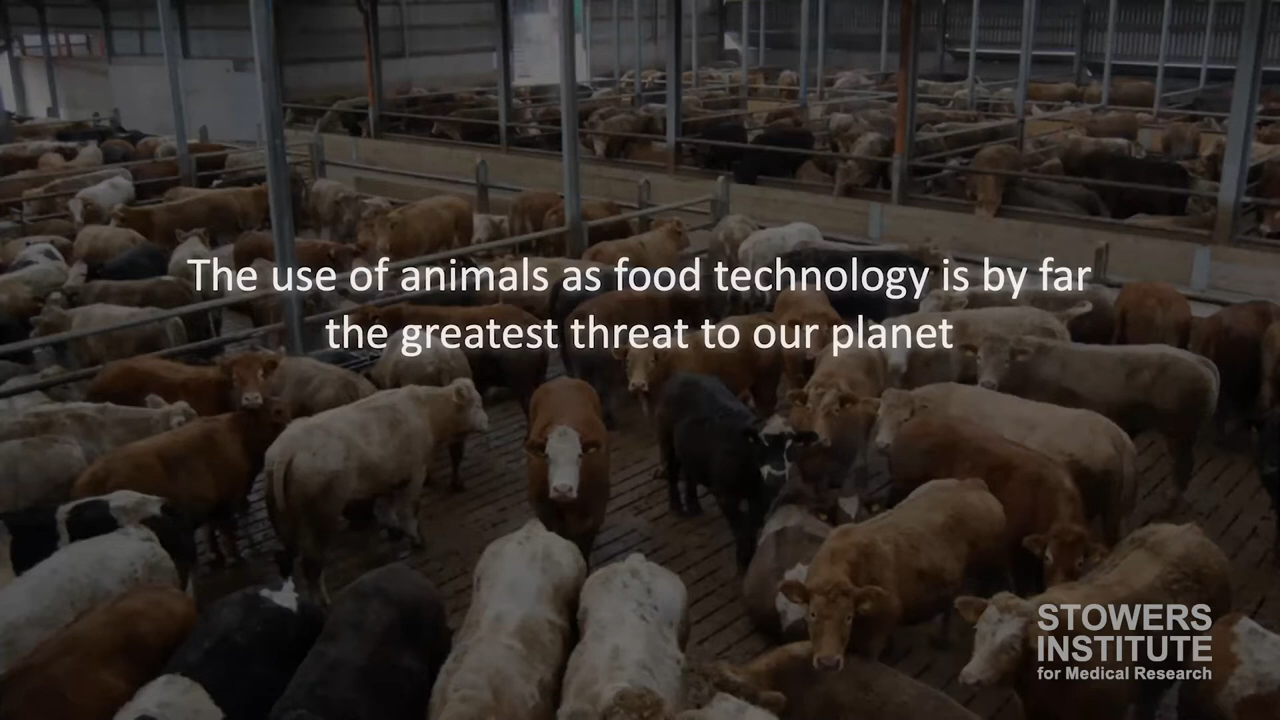 The use of animals as food technology is by far
the greatest threat to our planet
STOWERS
INSTITUTE
for Medical Research